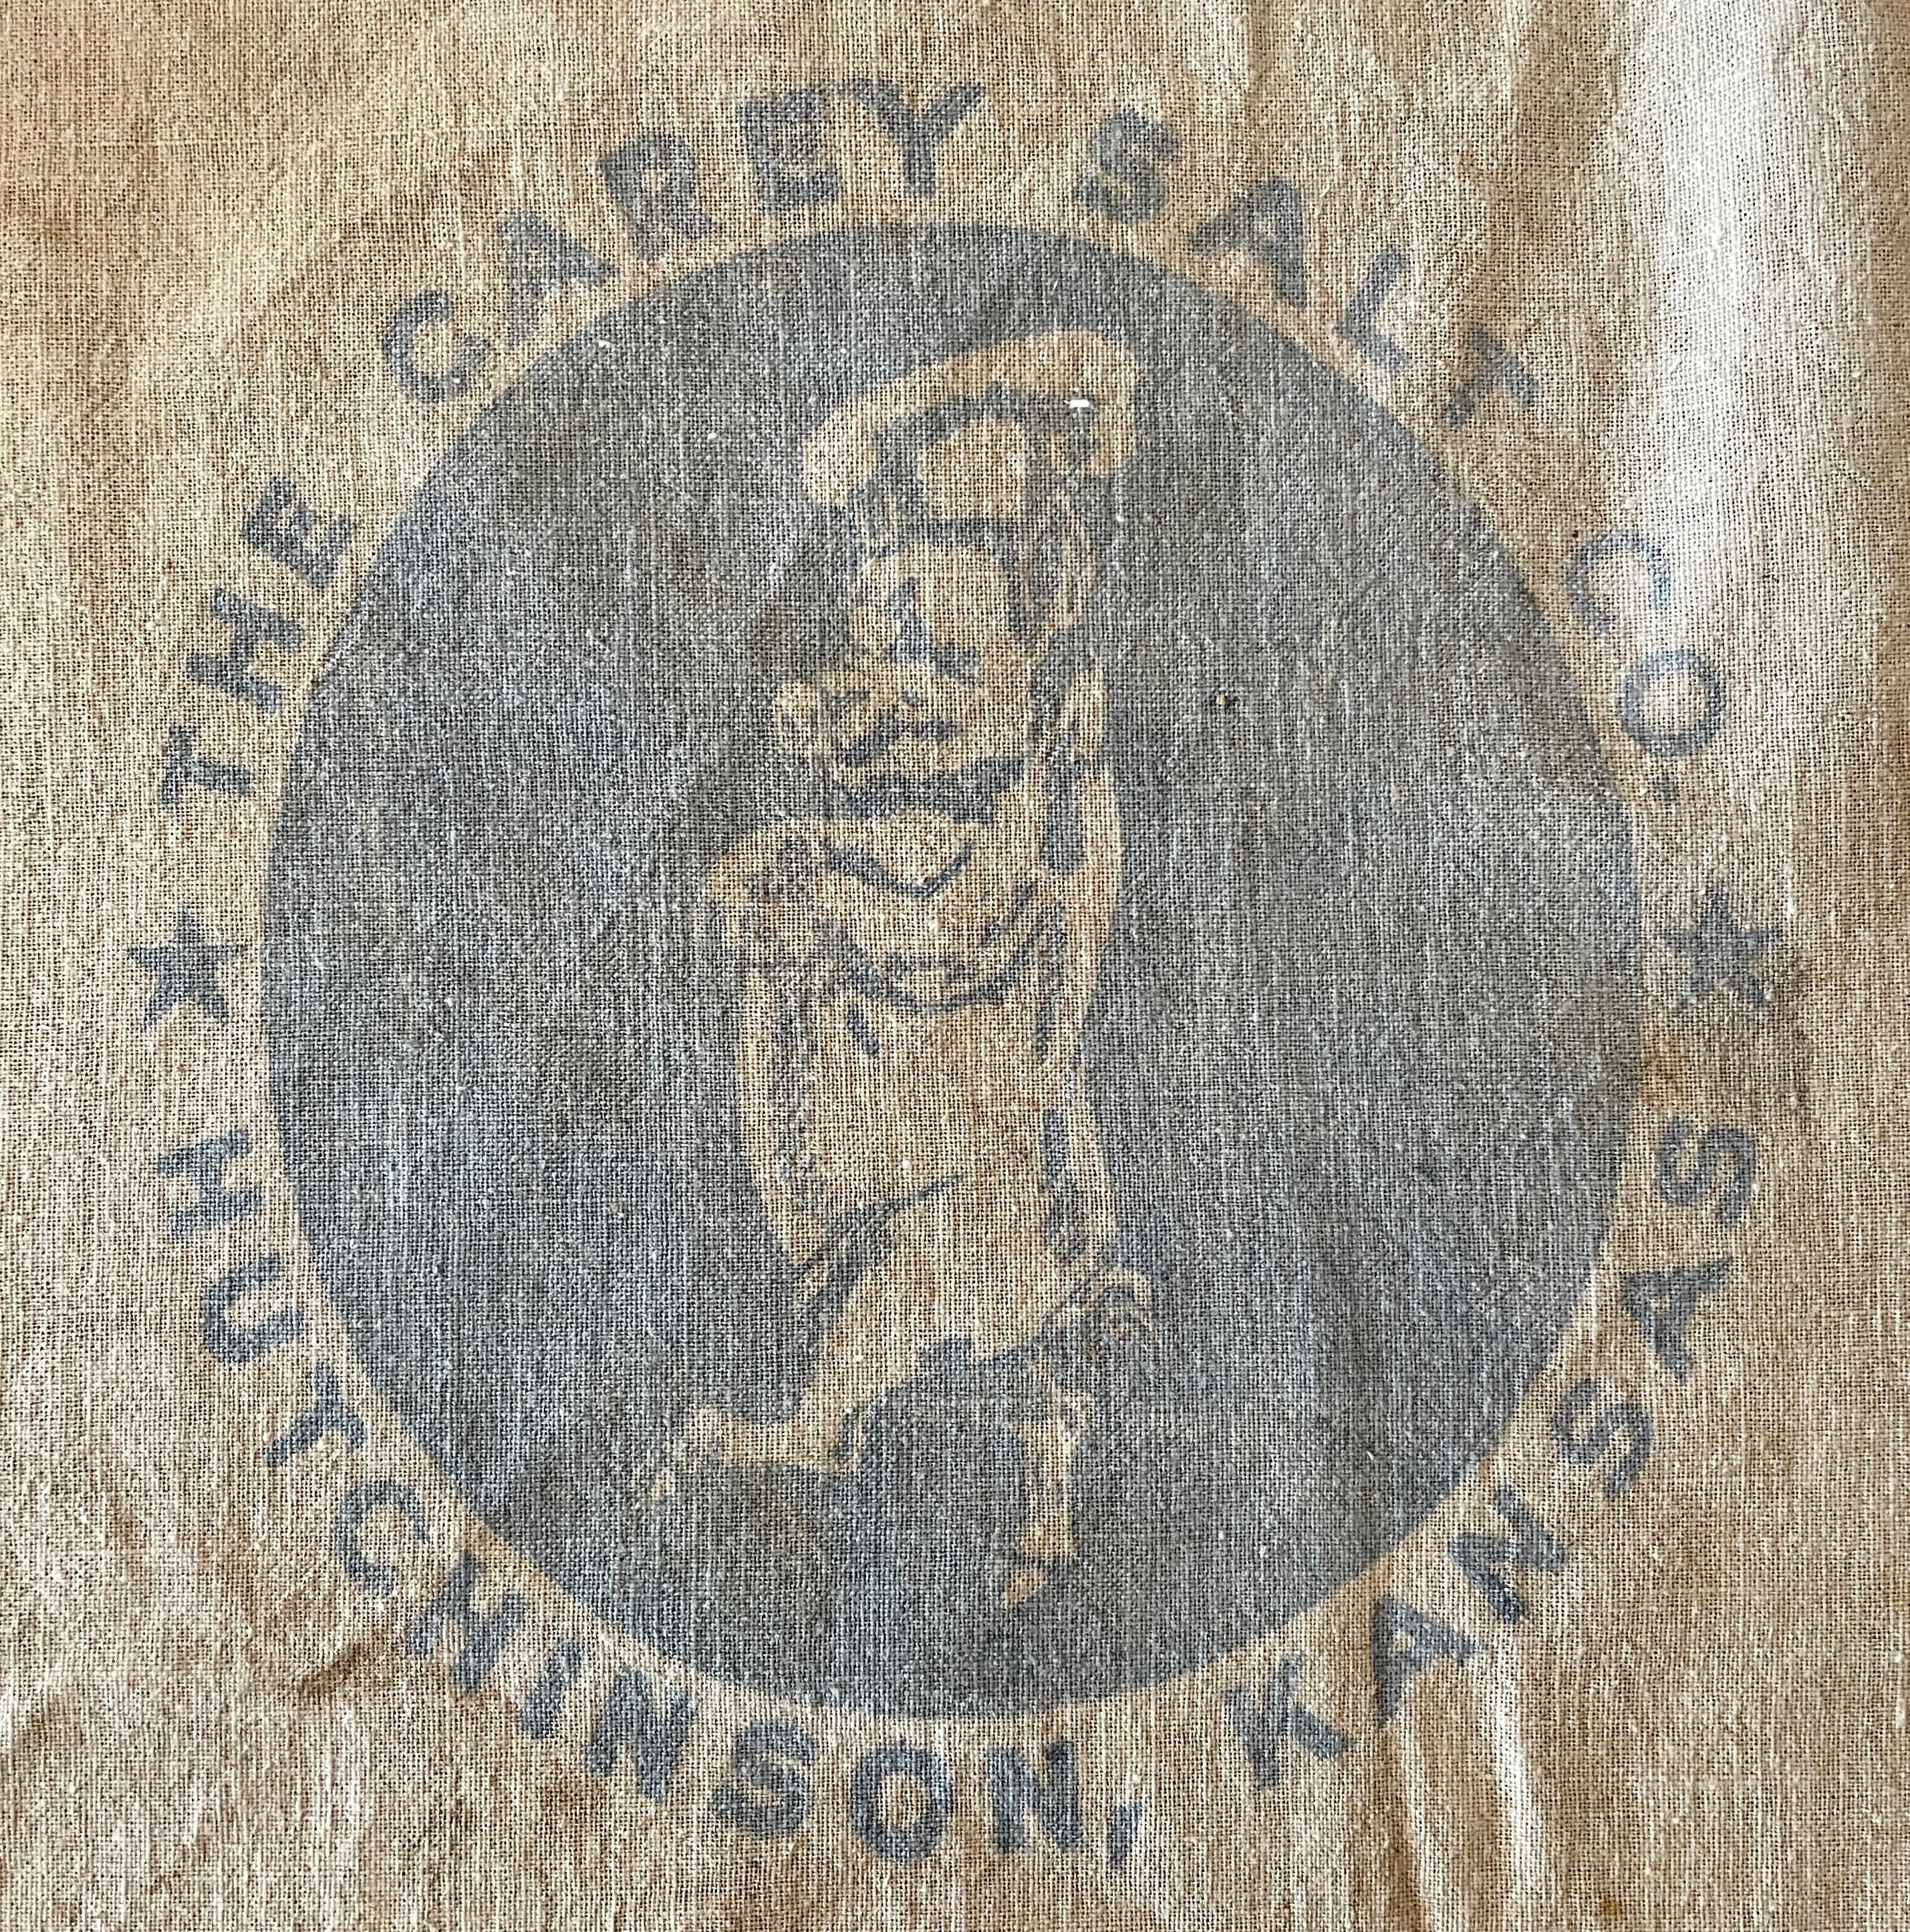 THE CAREY SALT CO.
HUTCHINSON, KANSAS